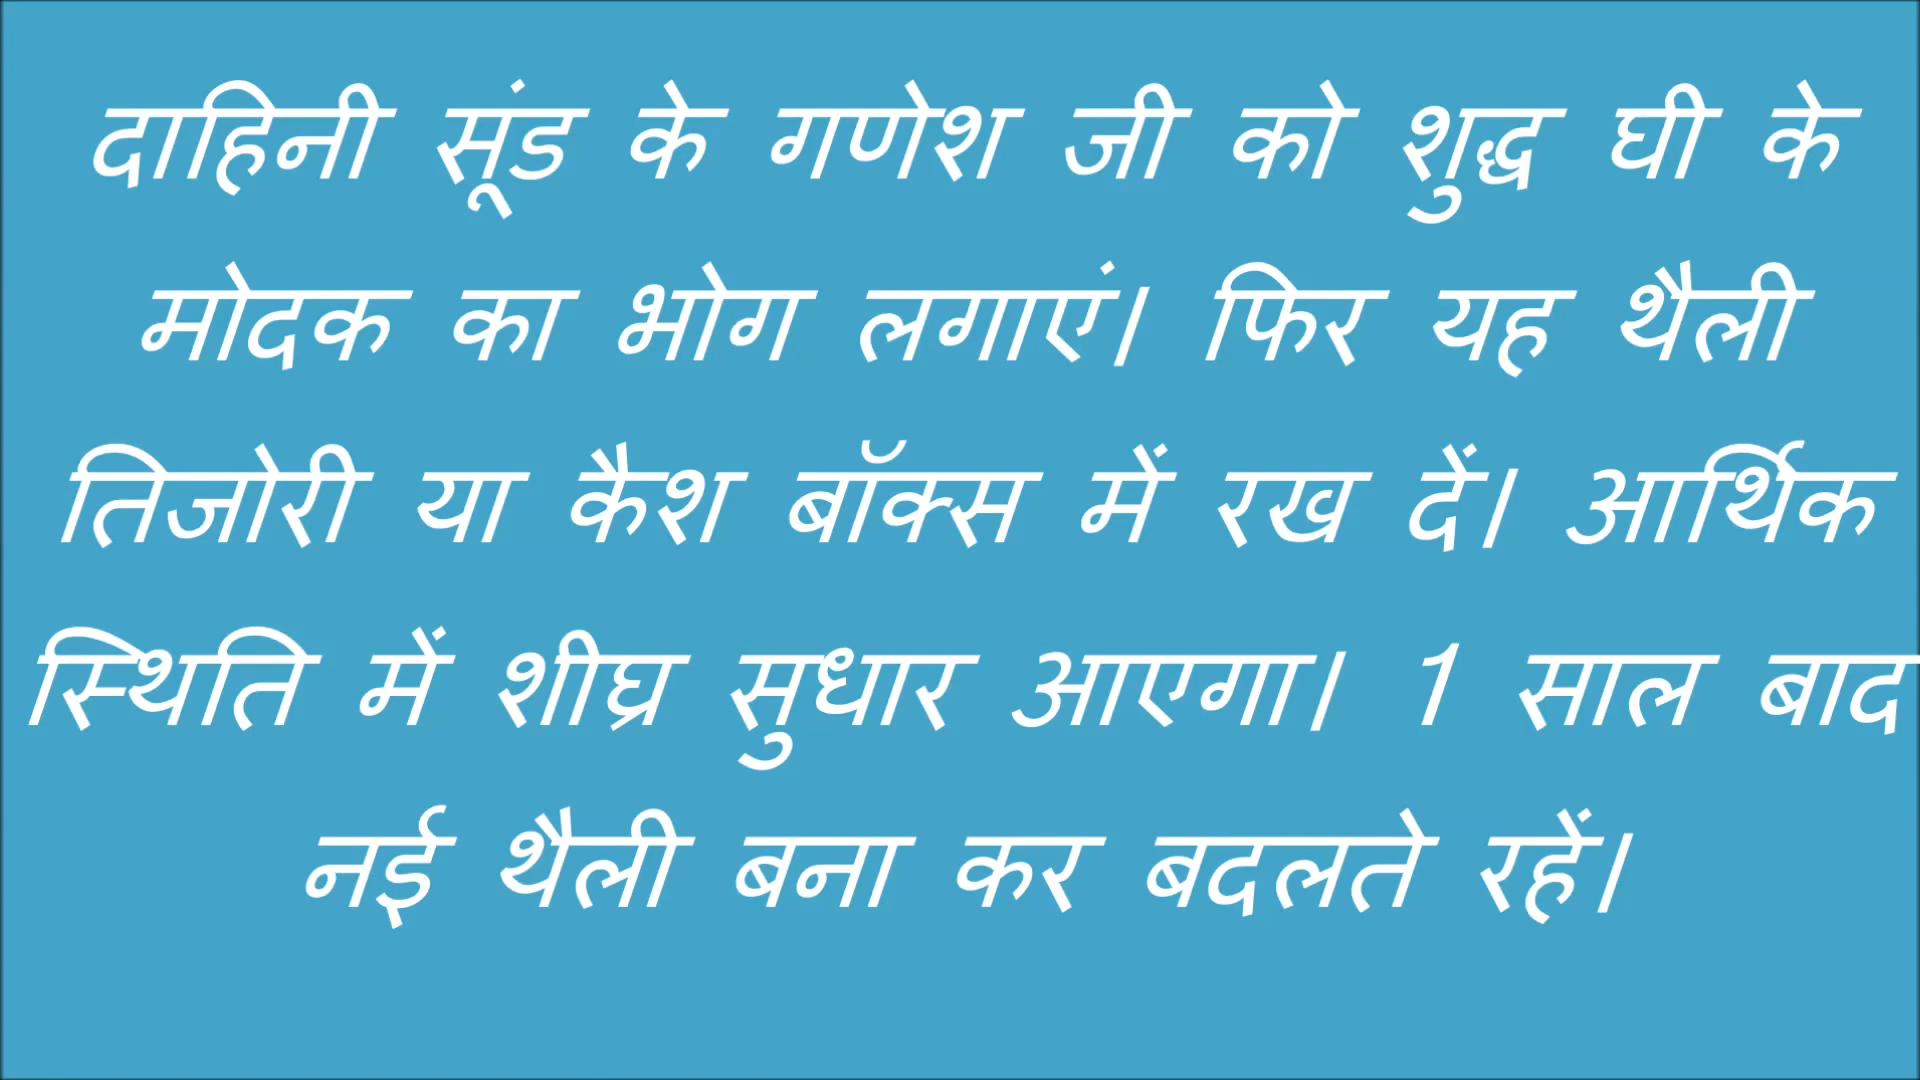 दाहिनी सूंड के गणेश जी को शुद्ध घी के
मोदक का भोग लगाएं। फिर यह थैली
तिजोरी या कैश बॉक्स में रख दें। आर्थिक
स्थिति में शीघ्र सुधार आएगा। 1 साल बाद
नई थैली बना कर बदलते रहें।